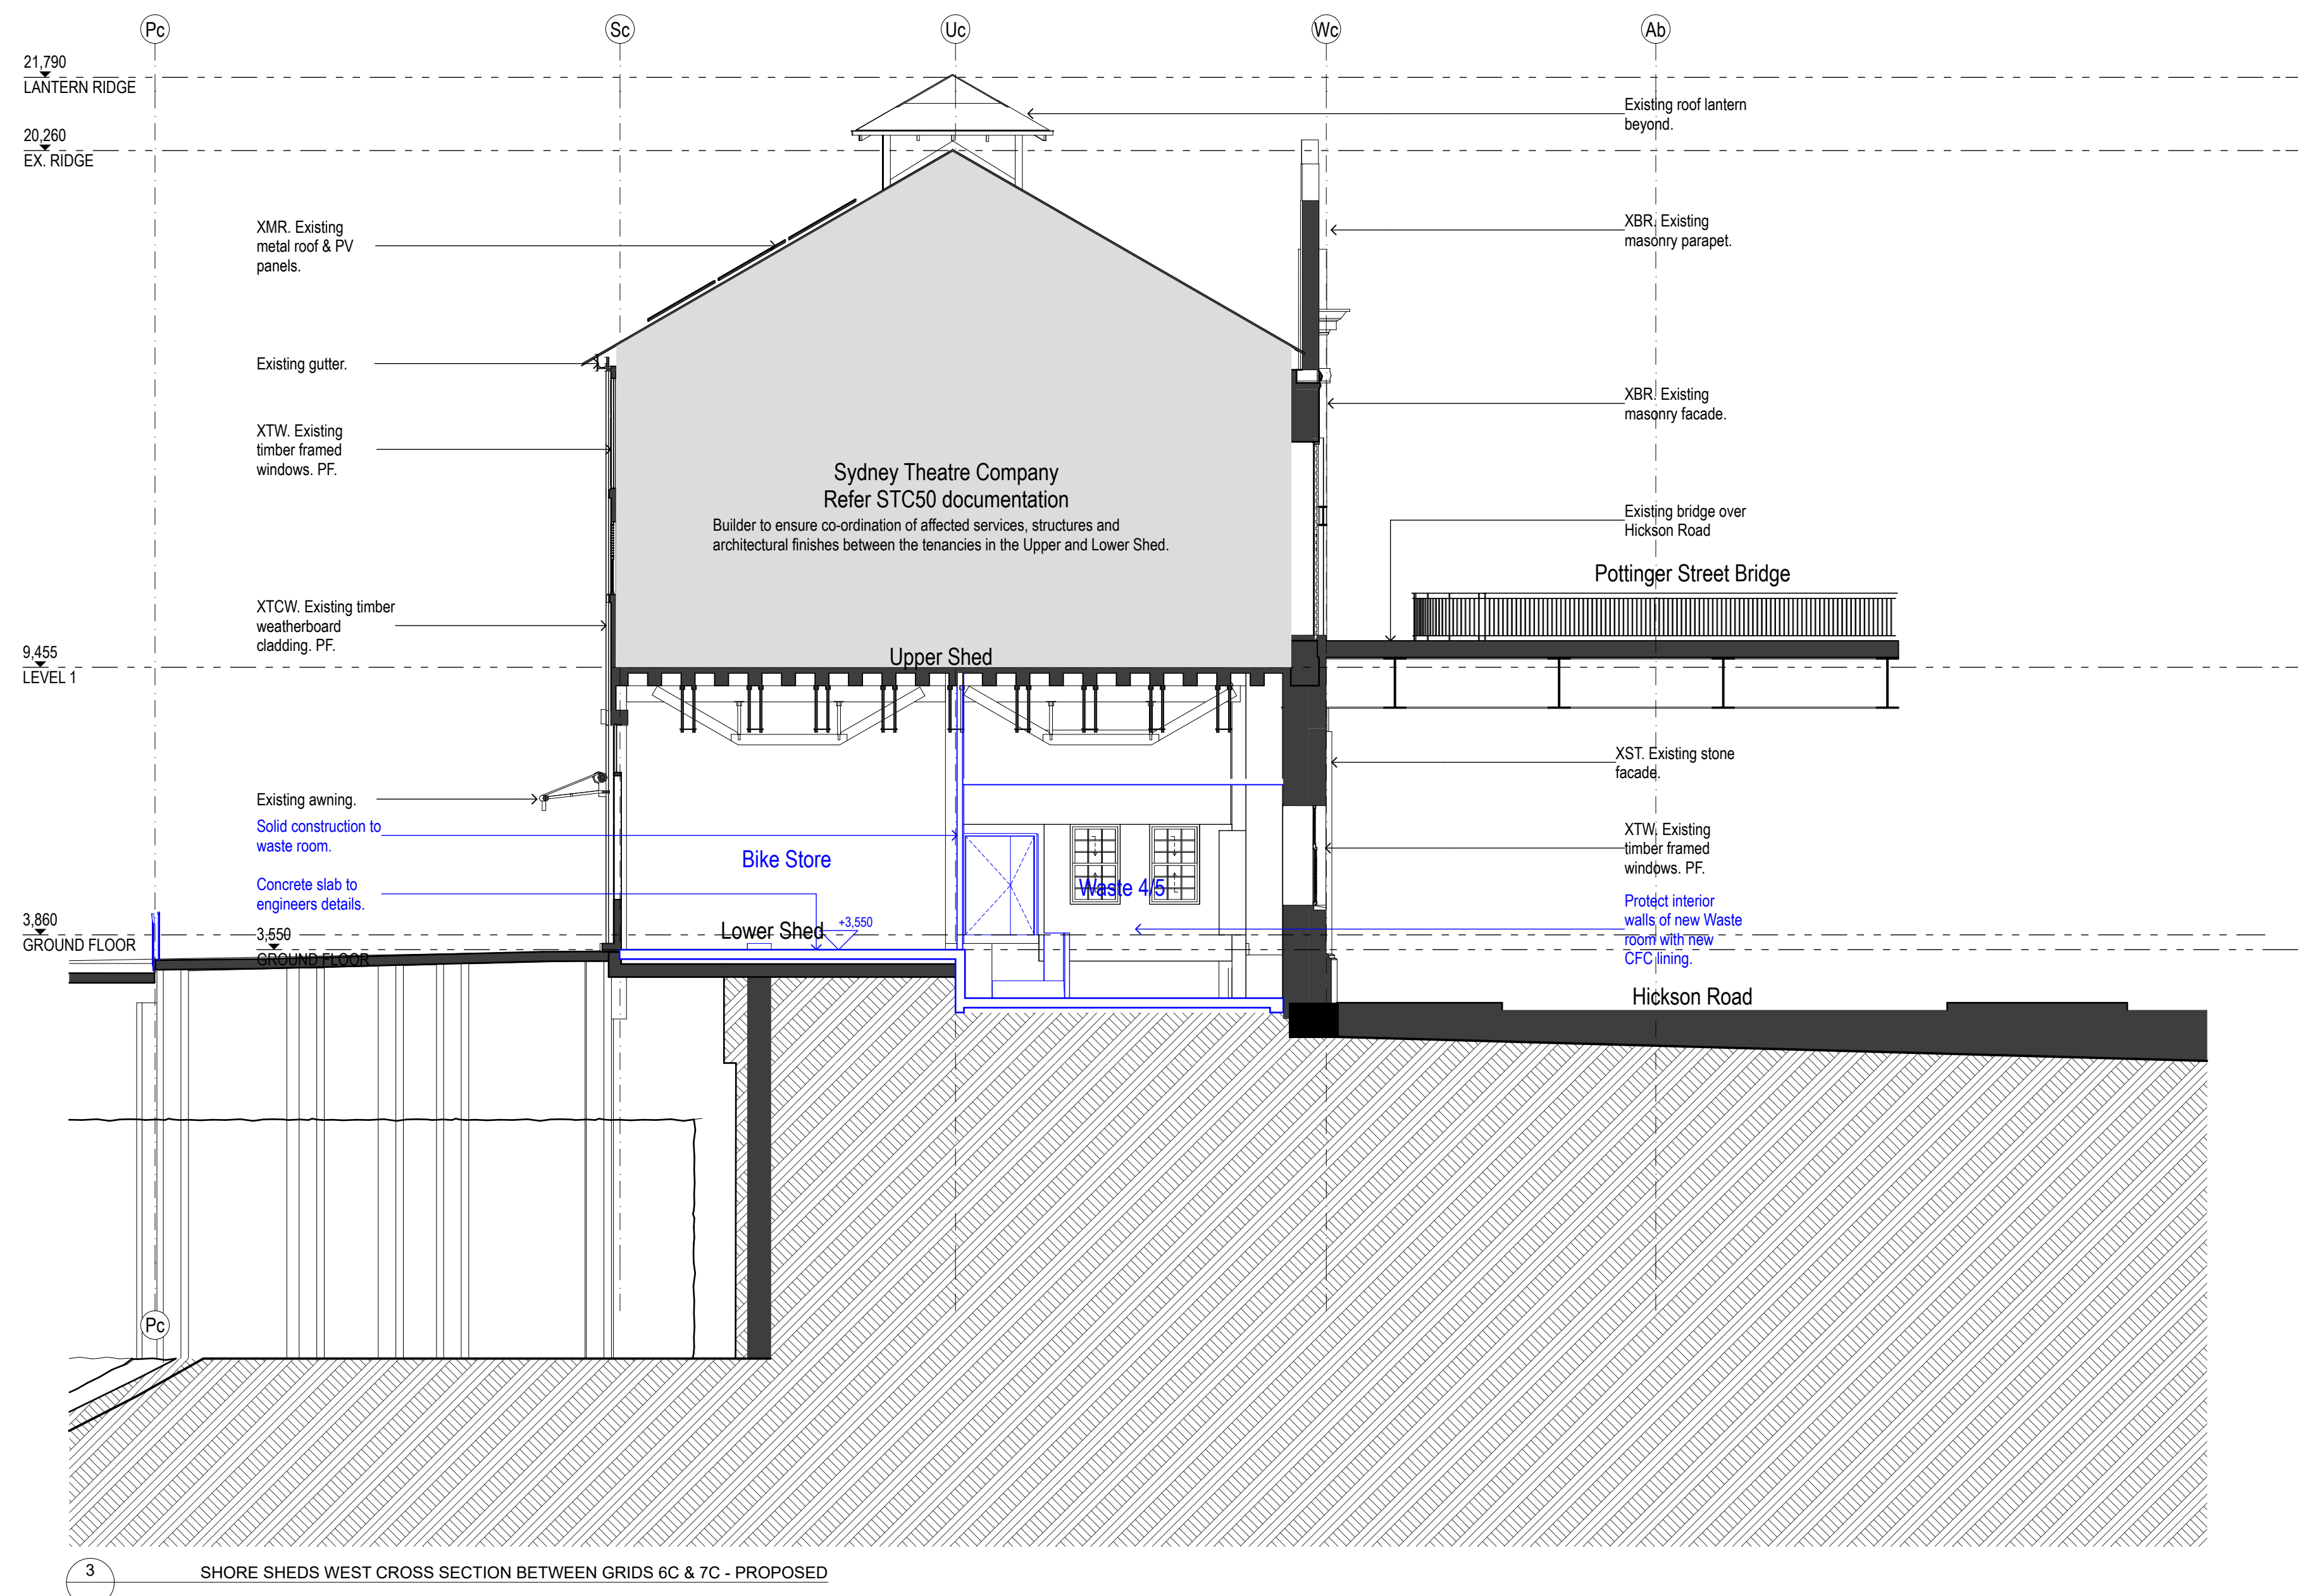 Pc
Sc
Uc
Wc
Ab
21,790
LANTERN RIDGE
20,260
EX. RIDGE
Existing roof lantern
beyond.
XMR. Existing
metal roof & PV
panels.
XBR. Existing
masonry parapet.
Existing gutter.
XBR. Existing
masonry facade.
XTW. Existing
timber framed
windows. PF.
Sydney Theatre Company
Refer STC50 documentation
Builder to ensure co-ordination of affected services, structures and
architectural finishes between the tenancies in the Upper and Lower Shed.
Existing bridge over
Hickson Road
Pottinger Street Bridge
XTCW. Existing timber
weatherboard
cladding. PF.
9,455
LEVEL 1
Upper Shed
XST. Existing stone
facade.
Existing awning.
Solid construction to
waste room.
Bike Store
XTW. Existing
timber framed
windows. PF.
Concrete slab to
engineers details.
Waste 4/5
Protect interior
walls of new Waste
room with new
CFC lining.
3,860
GROUND FLOOR
3,550
GROUND FLOOR
Lower Shed
+3,550
Hickson Road
Pc
3
SHORE SHEDS WEST CROSS SECTION BETWEEN GRIDS 6C & 7C - PROPOSED